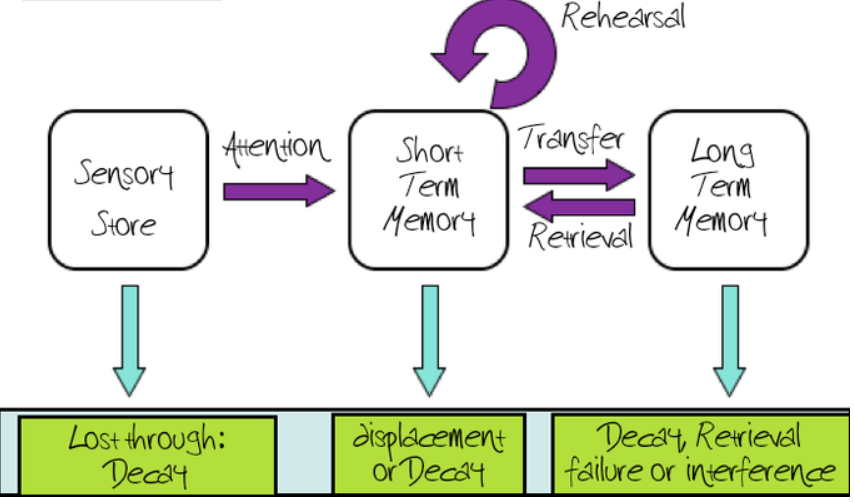 Rehearsal
Attention
Transfer
Sensory
Store
Short
Term
Memory
Long
Term
Memory
Retrieval
Lost through:
Decay
displacement
or Decay
Decay, Retrieval
failure or interference